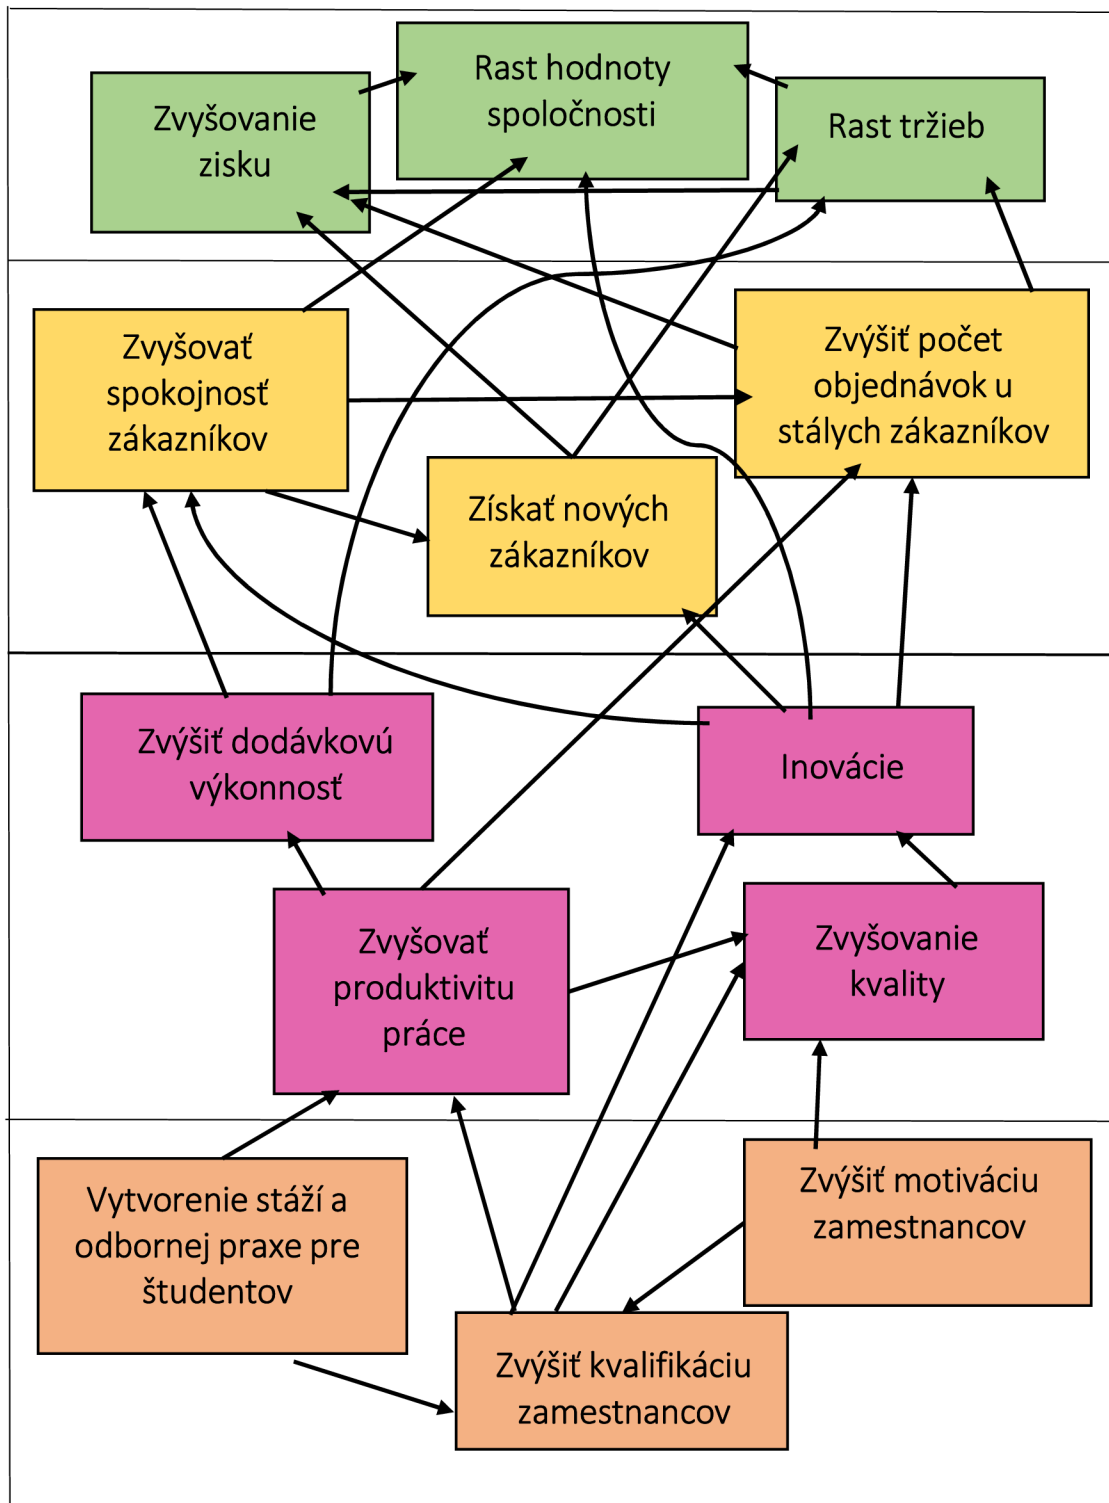 Rast hodnoty
spoločnosti
Zvyšovanie
zisku
Rast tržieb
Zvyšovať
spokojnosť
zákazníkov
Zvýšiť počet
objednávok u
stálych zákazníkov
Získať nových
zákazníkov
Zvýšiť dodávkovú
výkonnosť
Inovácie
Zvyšovať
produktivitu
práce
Zvyšovanie
kvality
Vytvorenie stáží a
odbornej praxe pre
študentov
Zvýšiť motiváciu
zamestnancov
Zvýšiť kvalifikáciu
zamestnancov